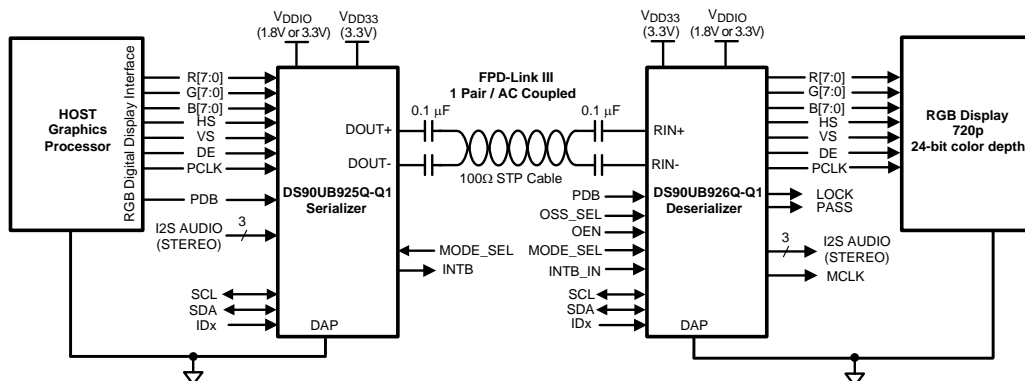 VDDIO
(1.8V or 3.3V)
VDD33
(3.3V)
VDD33
(3.3V)
VDDIO
(1.8V or 3.3V)
HOST
Graphics
Processor
RGB Digital Display Interface
R[7:0]
G[7:0]
B[7:0]
HS
VS
DE
PCLK
PDB
I2S AUDIO
(STEREO)
3
SCL
SDA
IDx
DOUT+
DOUT-
DS90UB925Q-Q1
Serializer
MODE_SEL
INTB
DAP
FPD-Link III
1 Pair / AC Coupled
0.1 µF
0.1 µF
100Ω STP Cable
PDB
OSS_SEL
OEN
MODE_SEL
INTB_IN
SCL
SDA
IDx
RIN+
RIN-
DS90UB926Q-Q1
Deserializer
DAP
R[7:0]
G[7:0]
B[7:0]
HS
VS
DE
PCLK
LOCK
PASS
3
I2S AUDIO
(STEREO)
MCLK
RGB Display
720p
24-bit color depth